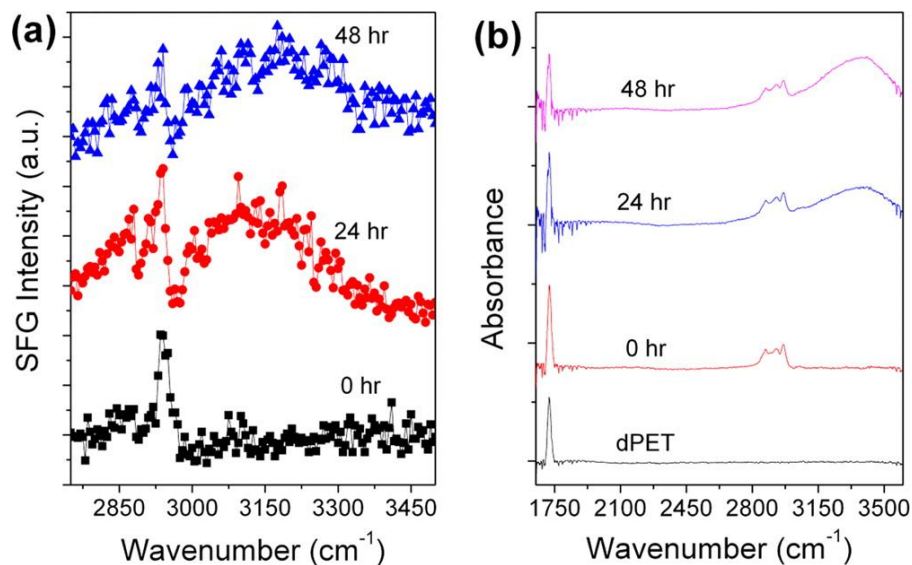 (a)
48 hr
24 hr
0 hr
SFG Intensity (a.u.)
2850 3000 3150 3300 3450
Wavenumber (cm⁻¹)
(b)
48 hr
24 hr
0 hr
dPET
Absorbance
1750 2100 2450 2800 3150 3500
Wavenumber (cm⁻¹)